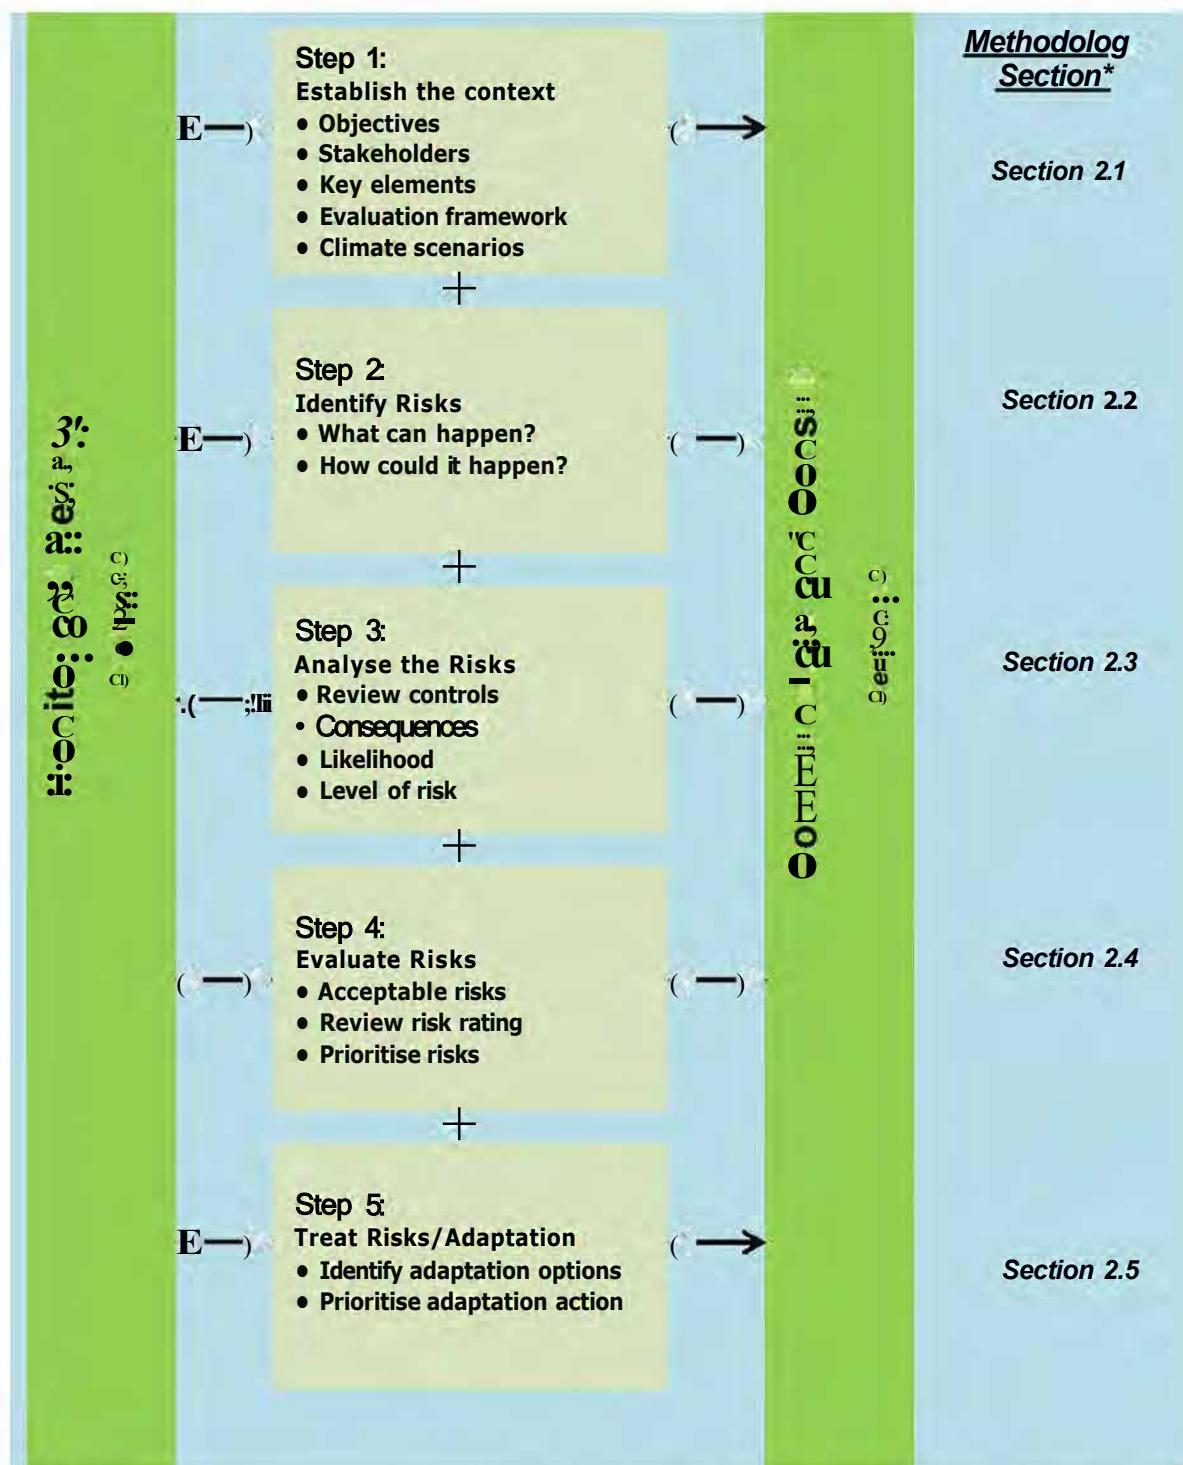 Methodolog
Section*
Step 1:
Establish the context
• Objectives
• Stakeholders
• Key elements
• Evaluation framework
• Climate scenarios
Section 2.1
Step 2:
Identify Risks
• What can happen?
• How could it happen?
Section 2.2
Step 3:
Analyse the Risks
• Review controls
• Consequences
• Likelihood
• Level of risk
Section 2.3
Step 4:
Evaluate Risks
• Acceptable risks
• Review risk rating
• Prioritise risks
Section 2.4
Step 5:
Treat Risks/Adaptation
• Identify adaptation options
• Prioritise adaptation action
Section 2.5